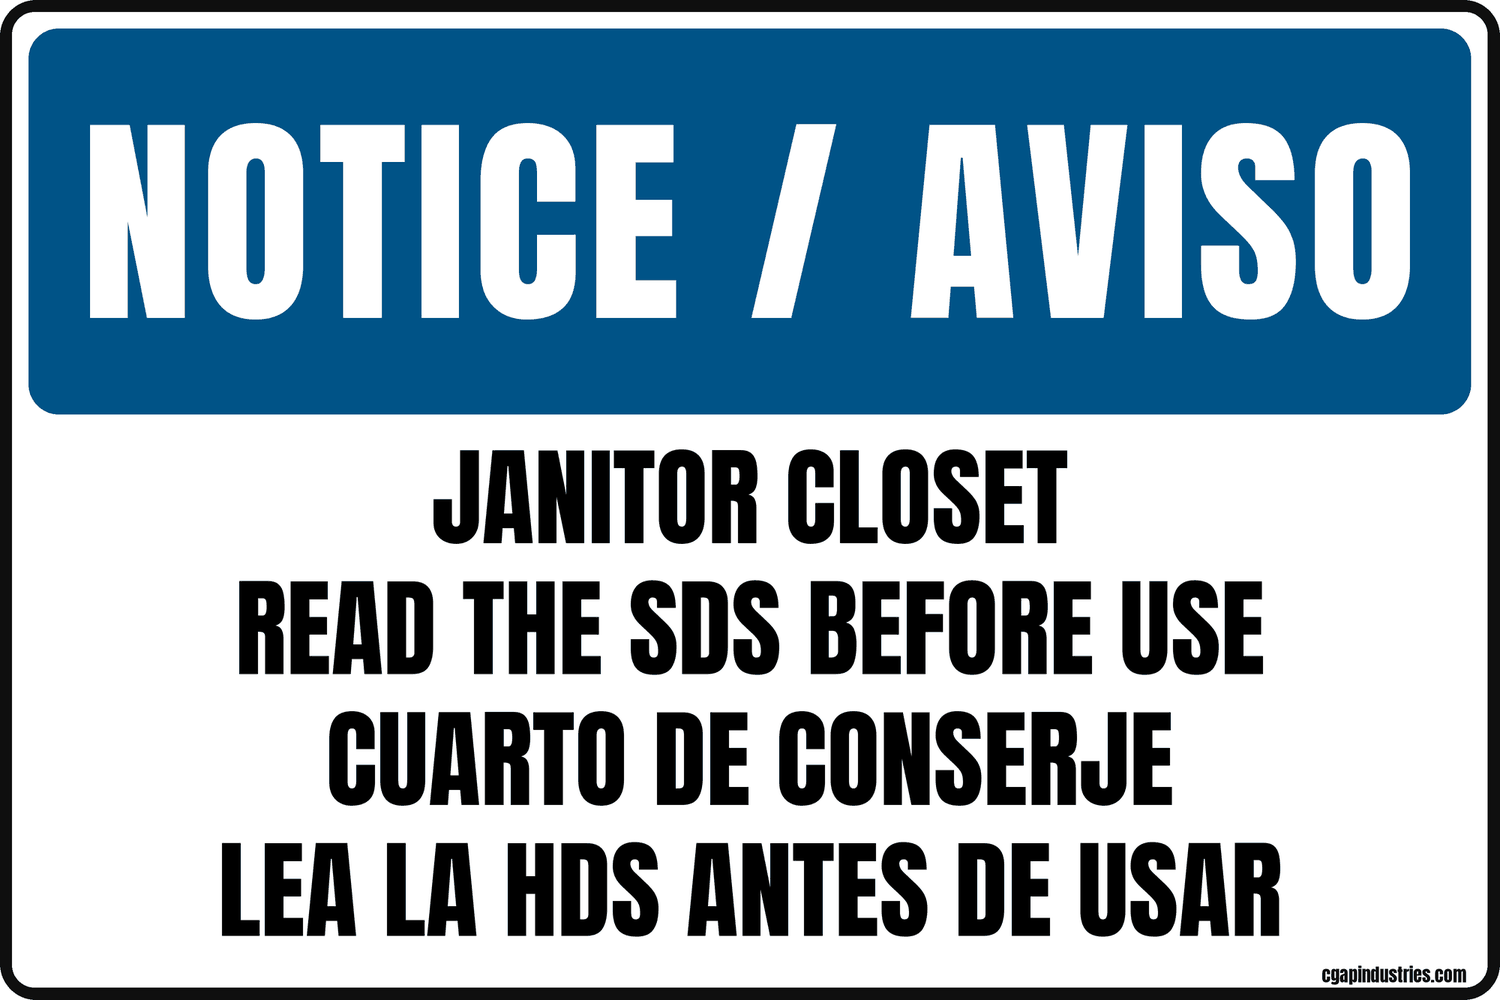 NOTICE / AVISO
JANITOR CLOSET
READ THE SDS BEFORE USE
CUARTO DE CONSERJE
LEA LA HDS ANTES DE USAR
cgapindustries.com